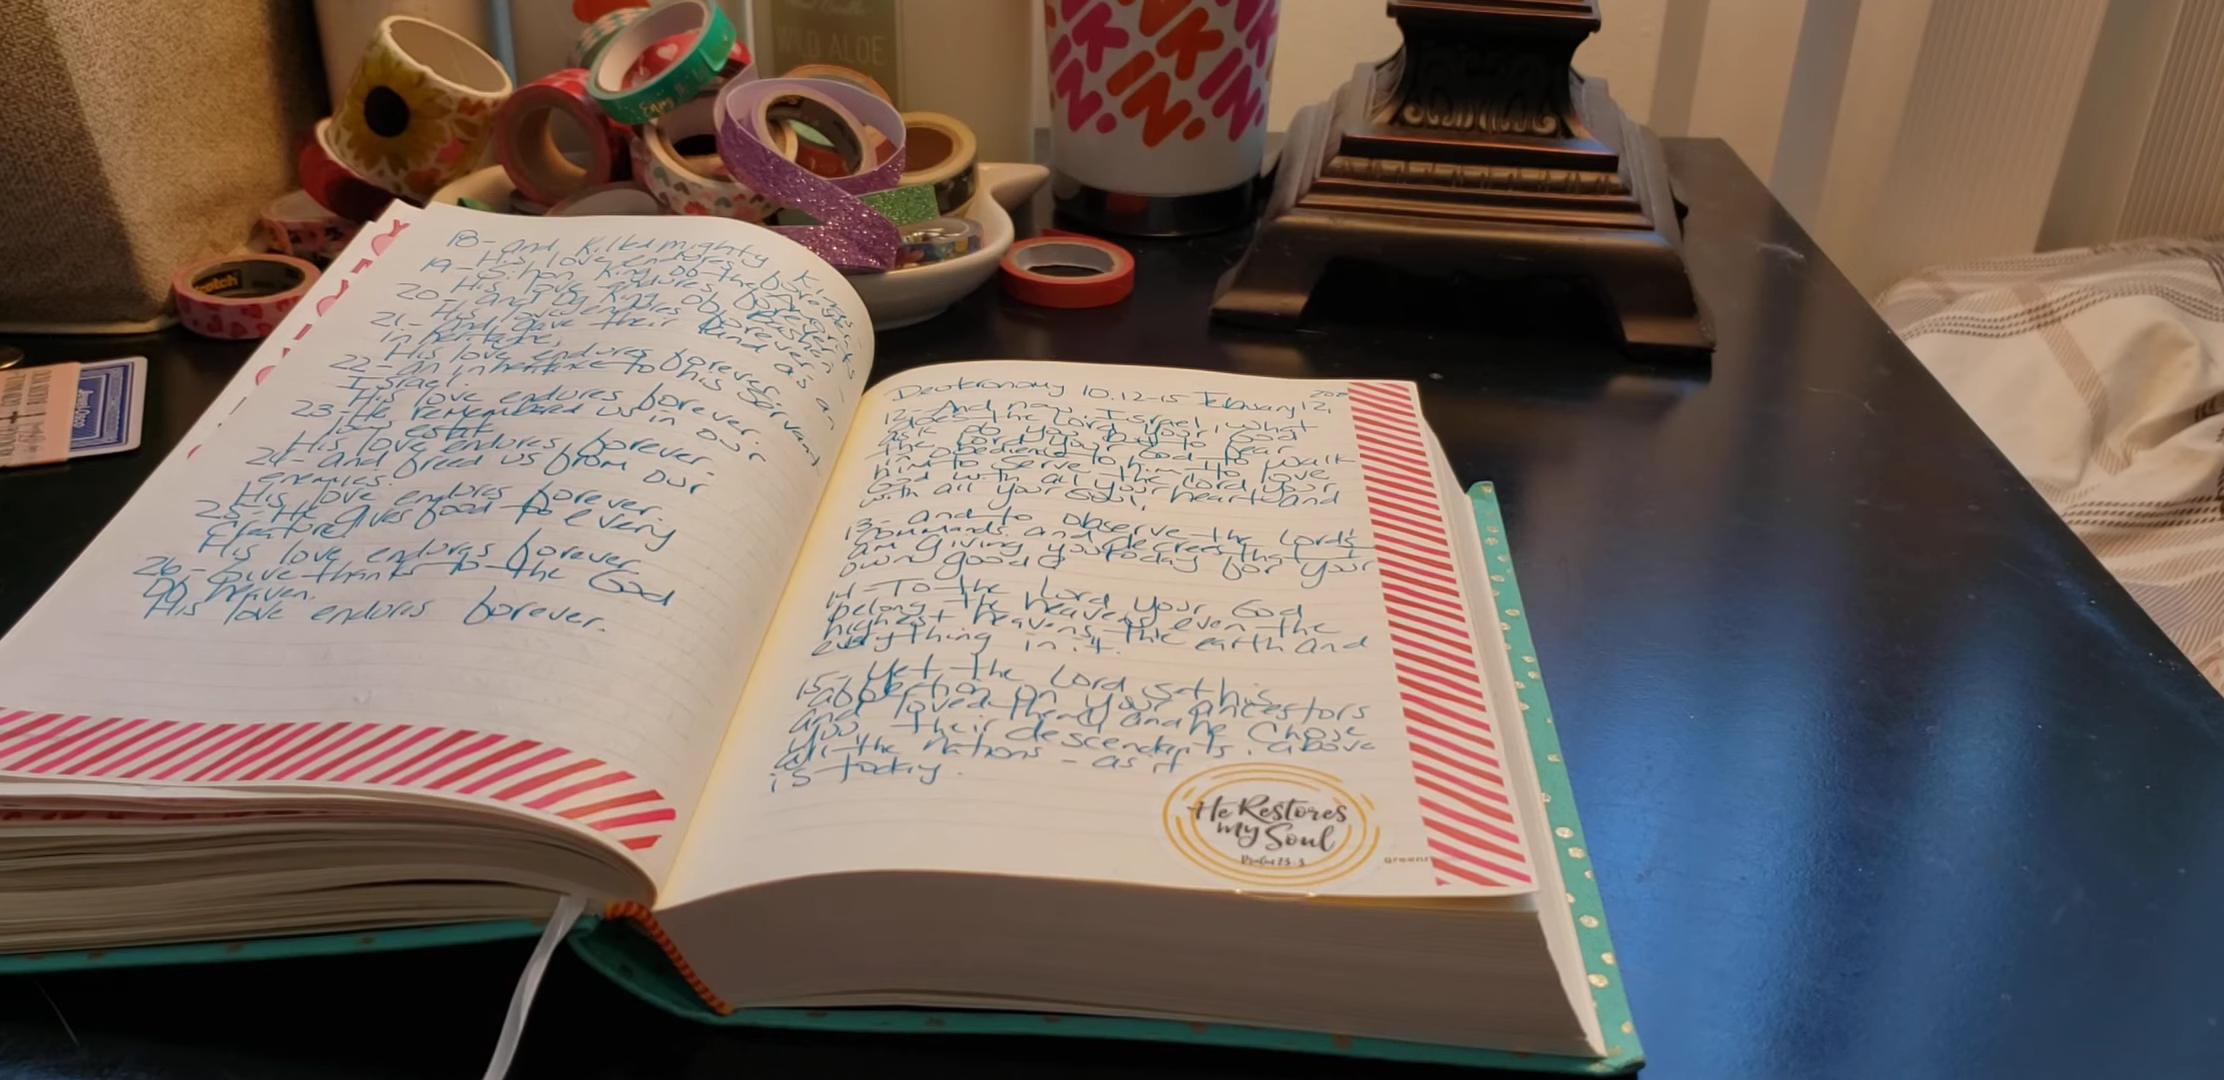 WILD ALOE
Enjoy
Scotch
18-and killed mighty kings
His love endures forever.
19-Sihon king of the Amorites
His love endures forever
20-and Og king of Bashan
His love endures forever
21-and gave their land as an
inheritance,
His love endures forever.
22-an inheritance to his servant
Israel.
His love endures forever.
23-He remembered us in our
low estate
His love endures forever.
24-and freed us from our
enemies.
His love endures forever.
25-He gives food to every
creature
His love endures forever
26-Give thanks to the God
Of heaven.
His love endures forever.
Deuteronomy 10.12-15 February 12,
12-And now, Israel, what
does the Lord your God
ask of you but to fear
the Lord your God to walk
in obedience to him to love
him to serve the Lord your
God with all your heart and
with all your soul,
13-and to observe the Lord's
commands and decrees that I
am giving you today for your
own good?
14-To the Lord your God
belong the heavens even the
highest heavens, the earth and
everything in it.
15-Yet the Lord set his
affection on your ancestors
and loved them, and he chose
you, their descendants, above
all the nations - as it
is today.
He Restores
my Soul
Psalm 23:3